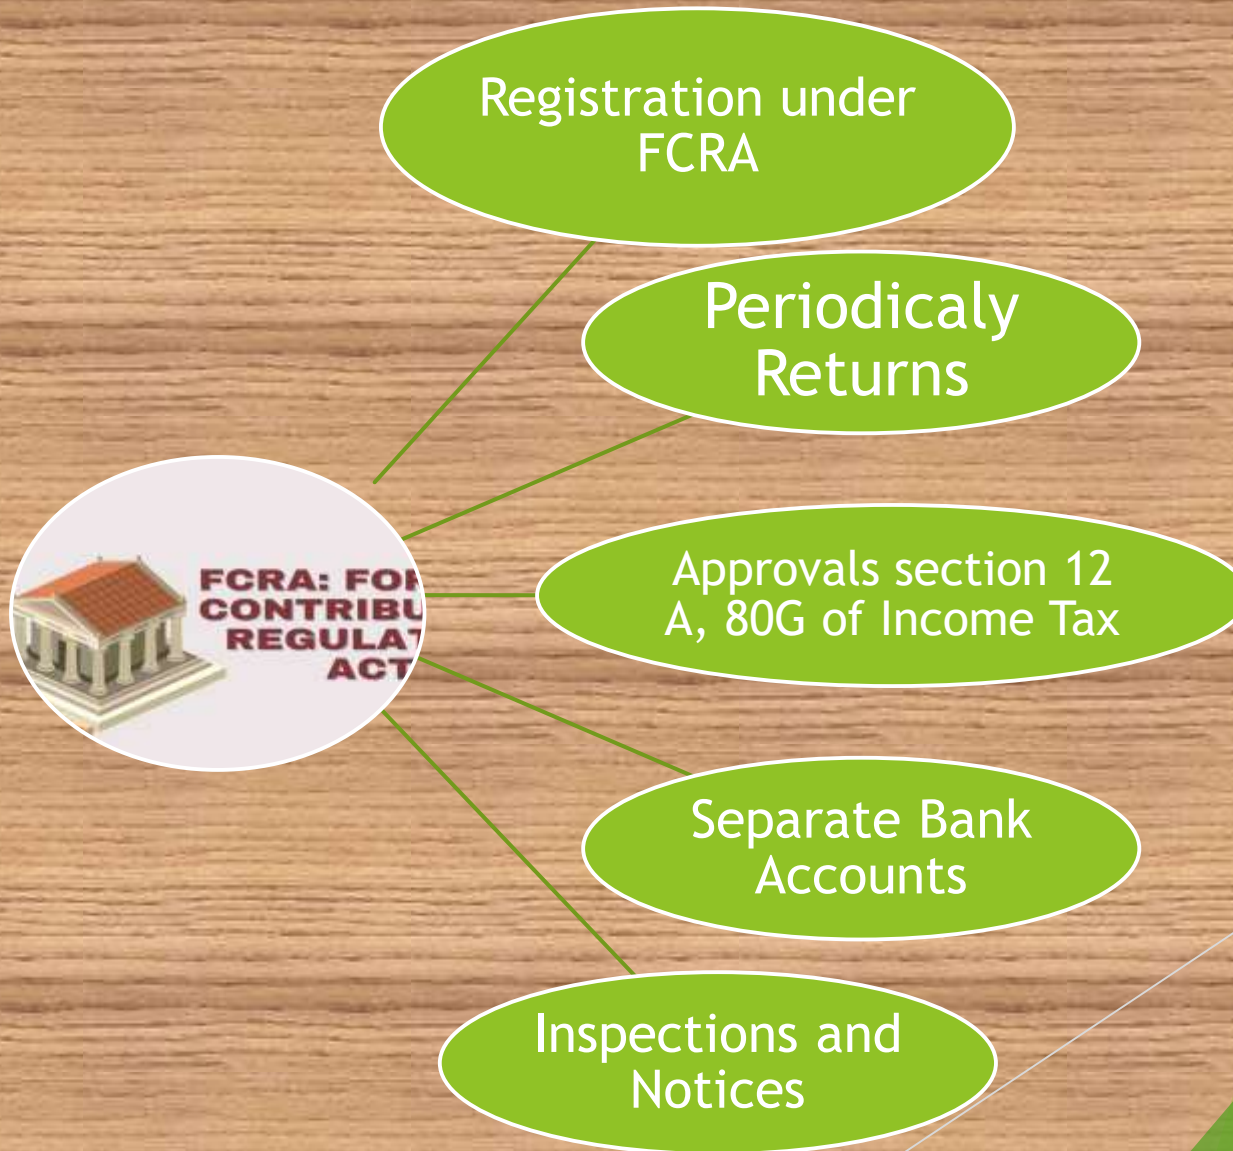 Registration under
FCRA
Periodicaly
Returns
FCRA: FOR
CONTRIBU
REGULAT
ACT
Approvals section 12
A, 80G of Income Tax
Separate Bank
Accounts
Inspections and
Notices